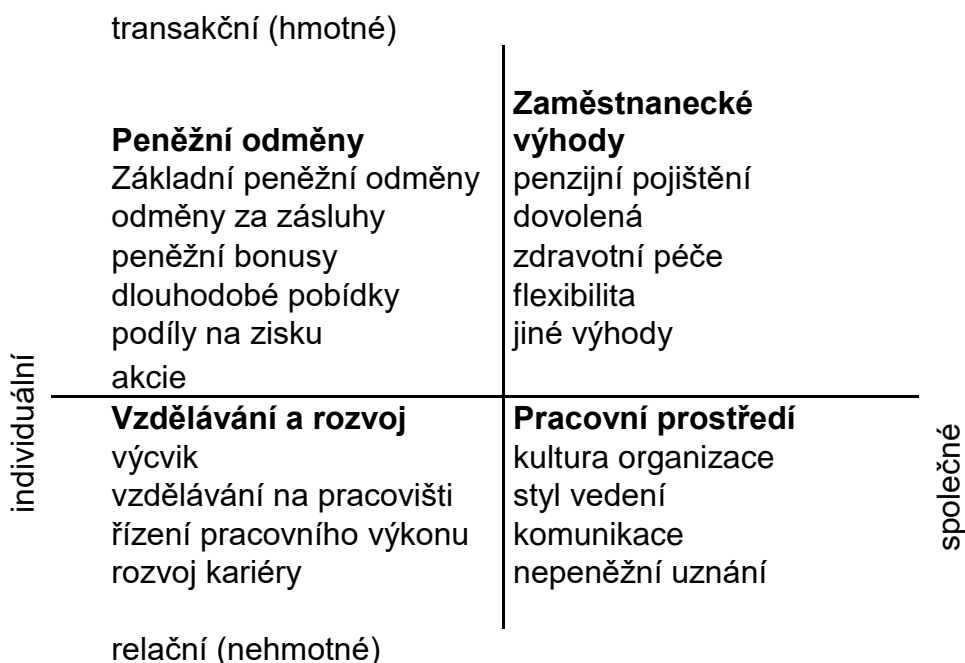 transakční (hmotné)
Peněžní odměny
Základní peněžní odměny
odměny za zásluhy
peněžní bonusy
dlouhodobé pobídky
podíly na zisku
akcie
Zaměstnanecké
výhody
penzijní pojištění
dovolená
zdravotní péče
flexibilita
jiné výhody
individuální
Vzdělávání a rozvoj
výcvik
vzdělávání na pracovišti
řízení pracovního výkonu
rozvoj kariéry
Pracovní prostředí
kultura organizace
styl vedení
komunikace
nepeněžní uznání
společné
relační (nehmotné)